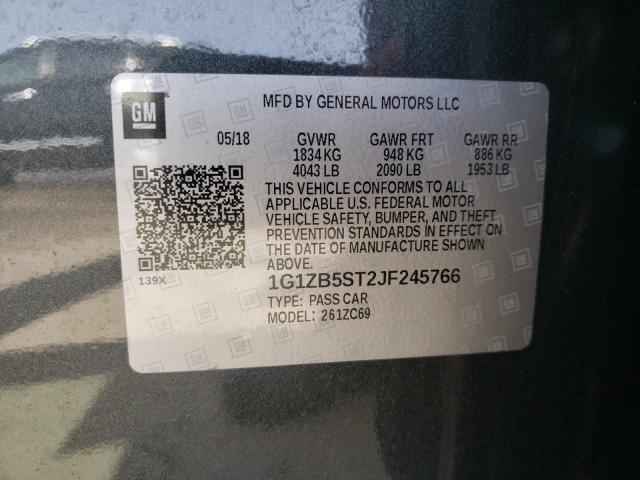 GM
MFD BY GENERAL MOTORS LLC
05/18 GVWR GAWR FRT GAWR RR
1834 KG 948 KG 886 KG
4043 LB 2090 LB 1953 LB
THIS VEHICLE CONFORMS TO ALL
APPLICABLE U.S. FEDERAL MOTOR
VEHICLE SAFETY, BUMPER, AND THEFT
PREVENTION STANDARDS IN EFFECT ON
THE DATE OF MANUFACTURE SHOWN
ABOVE.
139X
1G1ZB5ST2JF245766
TYPE: PASS CAR
MODEL: 261ZC69